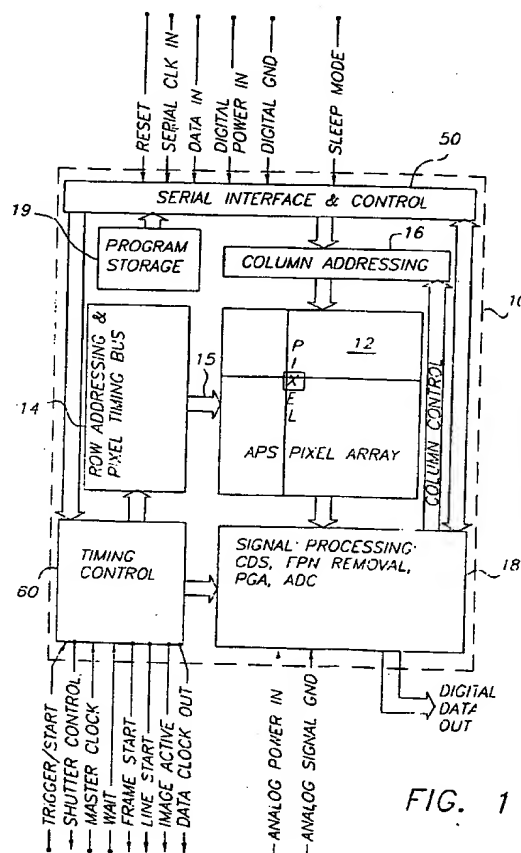 RESET
SERIAL CLK IN
DATA IN
DIGITAL
POWER IN
DIGITAL GND
SLEEP MODE
50
SERIAL INTERFACE & CONTROL
19
PROGRAM
STORAGE
16
COLUMN ADDRESSING
10
14
ROW ADDRESSING &
PIXEL TIMING BUS
15
12
PIXEL
APS PIXEL ARRAY
COLUMN CONTROL
60
TIMING
CONTROL
SIGNAL PROCESSING
CDS, FPN REMOVAL,
PGA, ADC
18
TRIGGER/START
SHUTTER CONTROL
MASTER CLOCK
WAIT
FRAME START
LINE START
IMAGE ACTIVE
DATA CLOCK OUT
ANALOG POWER IN
ANALOG SIGNAL GND
DIGITAL
DATA
OUT
FIG. 1